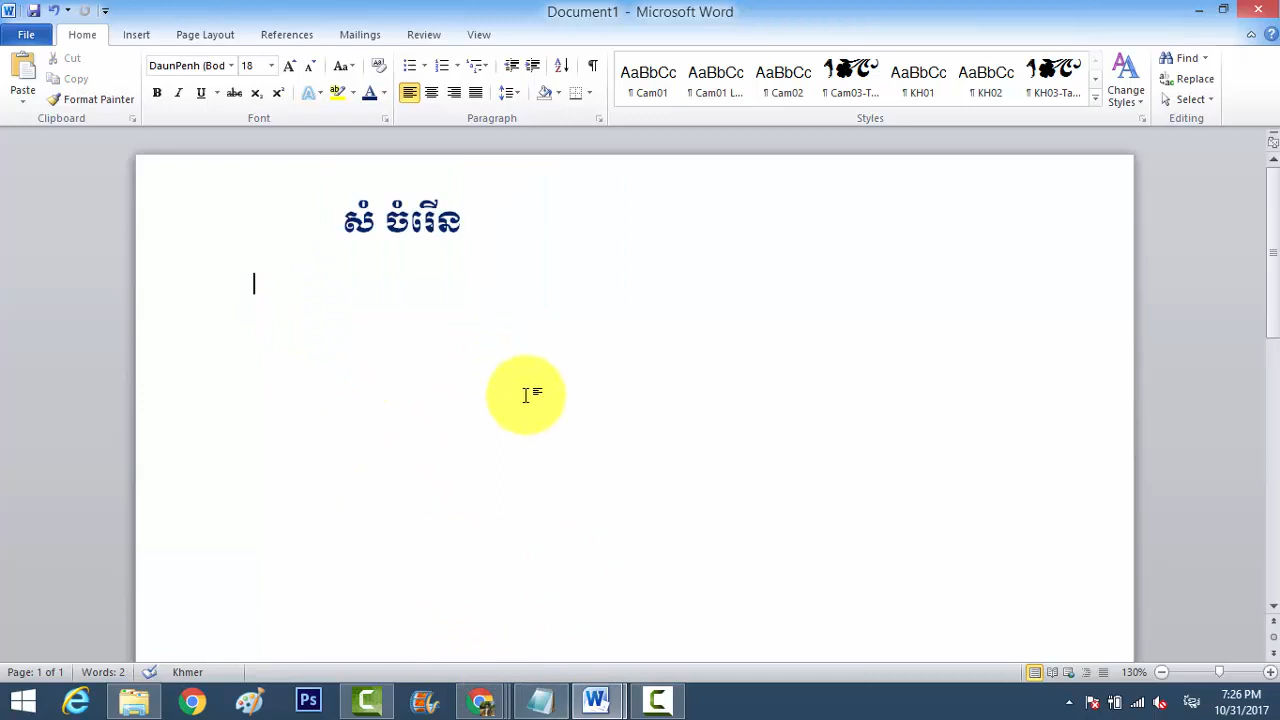 Document1 - Microsoft Word
File Home Insert Page Layout References Mailings Review View
Cut
Copy
Format Painter
Paste
Clipboard
DaunPenh (Bod 18
Font
Paragraph
AaBbCc AaBbCc AaBbCc AaBbCc AaBbCc
¶ Cam01 ¶ Cam01 L... ¶ Cam02 ¶ Cam03-T... ¶ KH01 ¶ KH02 ¶ KH03-Ta...
Styles
Change Styles
Find
Replace
Select
Editing
សំ ចំរើន
Page: 1 of 1 Words: 2 Khmer 130%
Ps
7:26 PM
10/31/2017